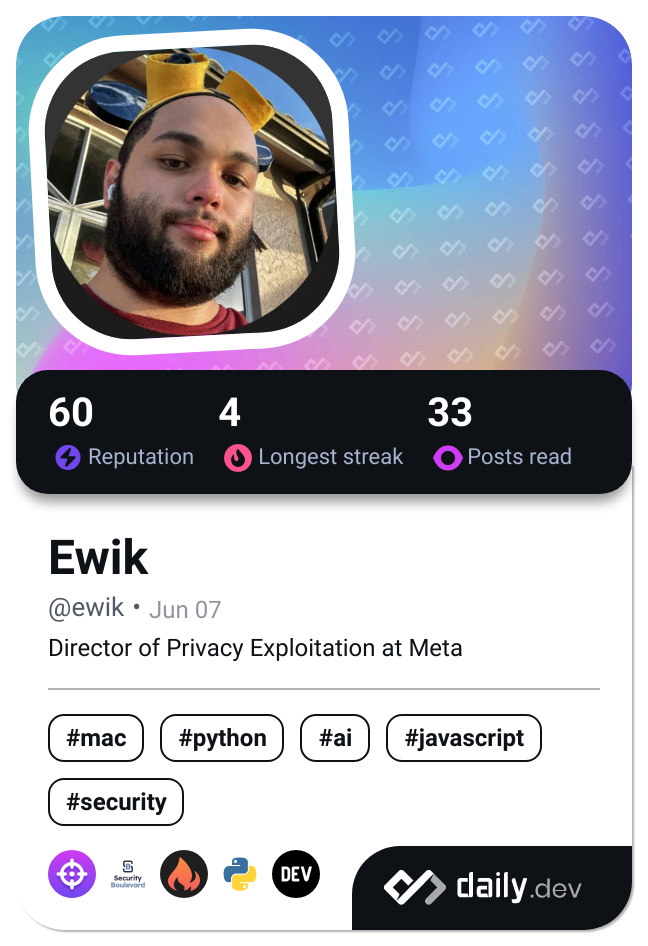 60 4 33
Reputation Longest streak Posts read
Ewik
@ewik • Jun 07
Director of Privacy Exploitation at Meta
#mac #python #ai #javascript
#security
Security
Boulevard
DEV
daily.dev